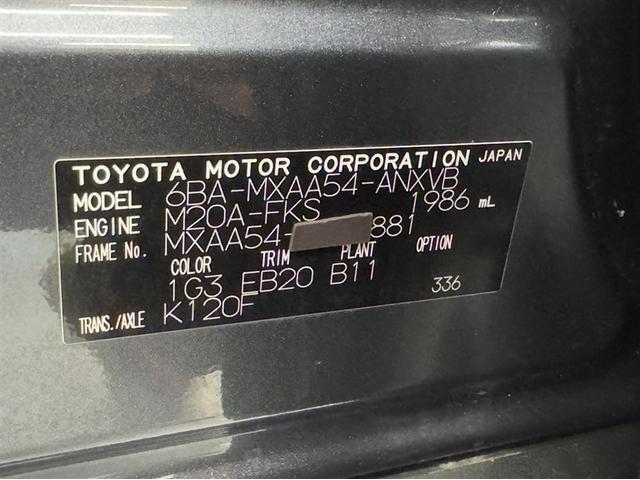 TOYOTA MOTOR CORPORATION JAPAN
MODEL 6BA-MXAA54-ANXVB
ENGINE M20A-FKS 1986 mL
FRAME No. MXAA54- 881
COLOR TRIM PLANT OPTION
1G3 EB20 B11 336
TRANS./AXLE K120F